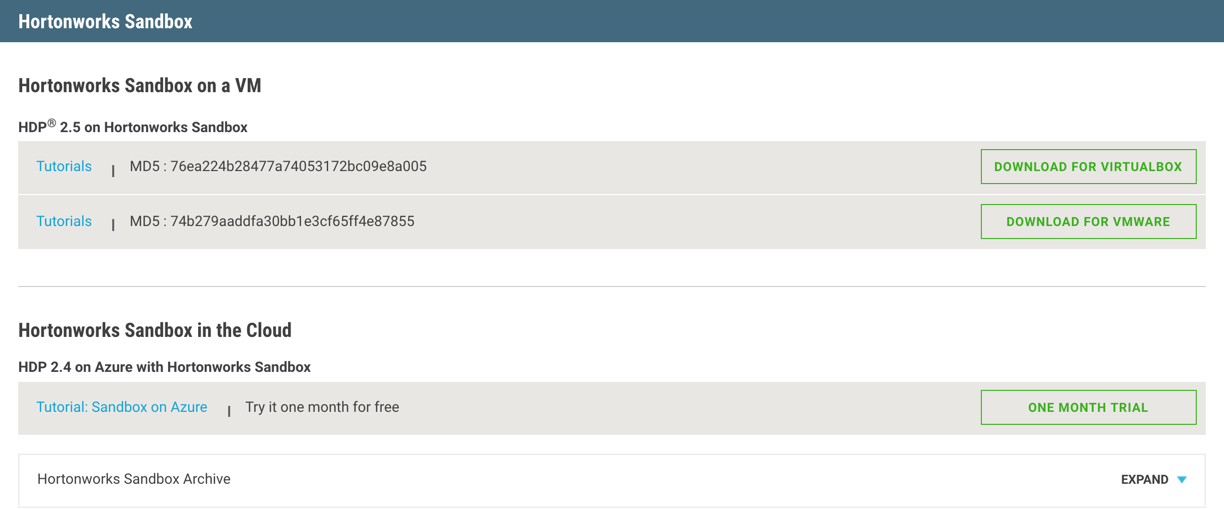 Hortonworks Sandbox
Hortonworks Sandbox on a VM
HDP® 2.5 on Hortonworks Sandbox
Tutorials | MD5 : 76ea224b28477a74053172bc09e8a005 DOWNLOAD FOR VIRTUALBOX
Tutorials | MD5 : 74b279aaddfa30bb1e3cf65ff4e87855 DOWNLOAD FOR VMWARE
Hortonworks Sandbox in the Cloud
HDP 2.4 on Azure with Hortonworks Sandbox
Tutorial: Sandbox on Azure | Try it one month for free ONE MONTH TRIAL
Hortonworks Sandbox Archive EXPAND